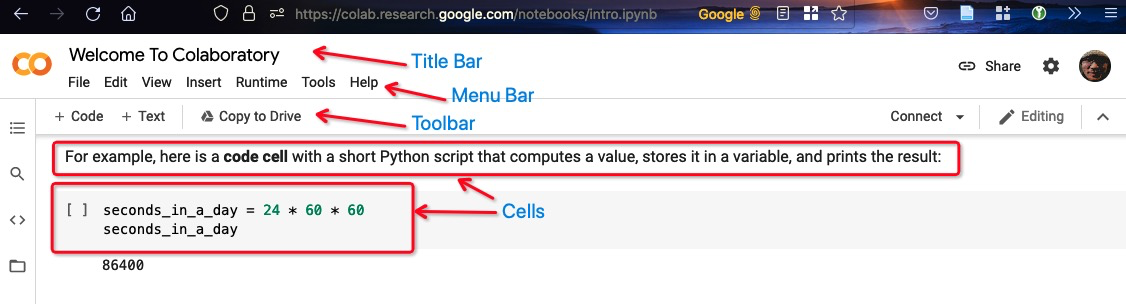 https://colab.research.google.com/notebooks/intro.ipynb Google
Welcome To Colaboratory
Title Bar
Share
File Edit View Insert Runtime Tools Help
Menu Bar
+ Code + Text Copy to Drive
Toolbar
Connect Editing
For example, here is a code cell with a short Python script that computes a value, stores it in a variable, and prints the result:
[ ] seconds_in_a_day = 24 * 60 * 60
seconds_in_a_day
Cells
86400